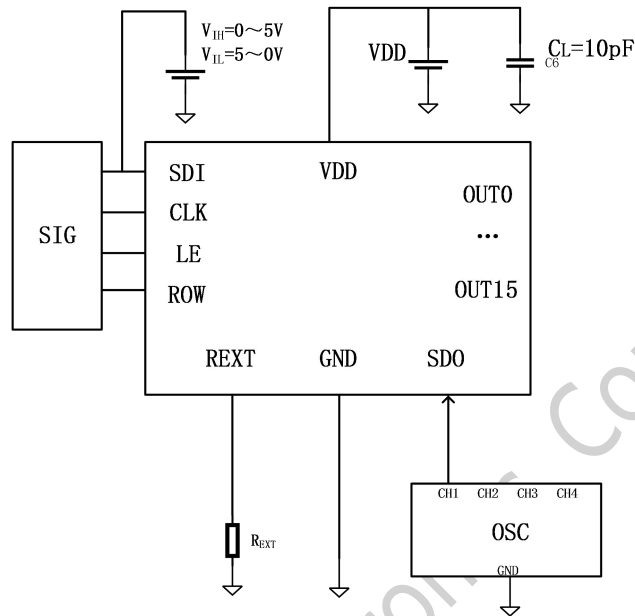 VIH=0～5V
VIL=5～0V
VDD
CL=10pF
C6
SIG
SDI
CLK
LE
ROW
VDD
OUT0
...
OUT15
REXT
GND
SDO
REXT
CH1 CH2 CH3 CH4
OSC
GND